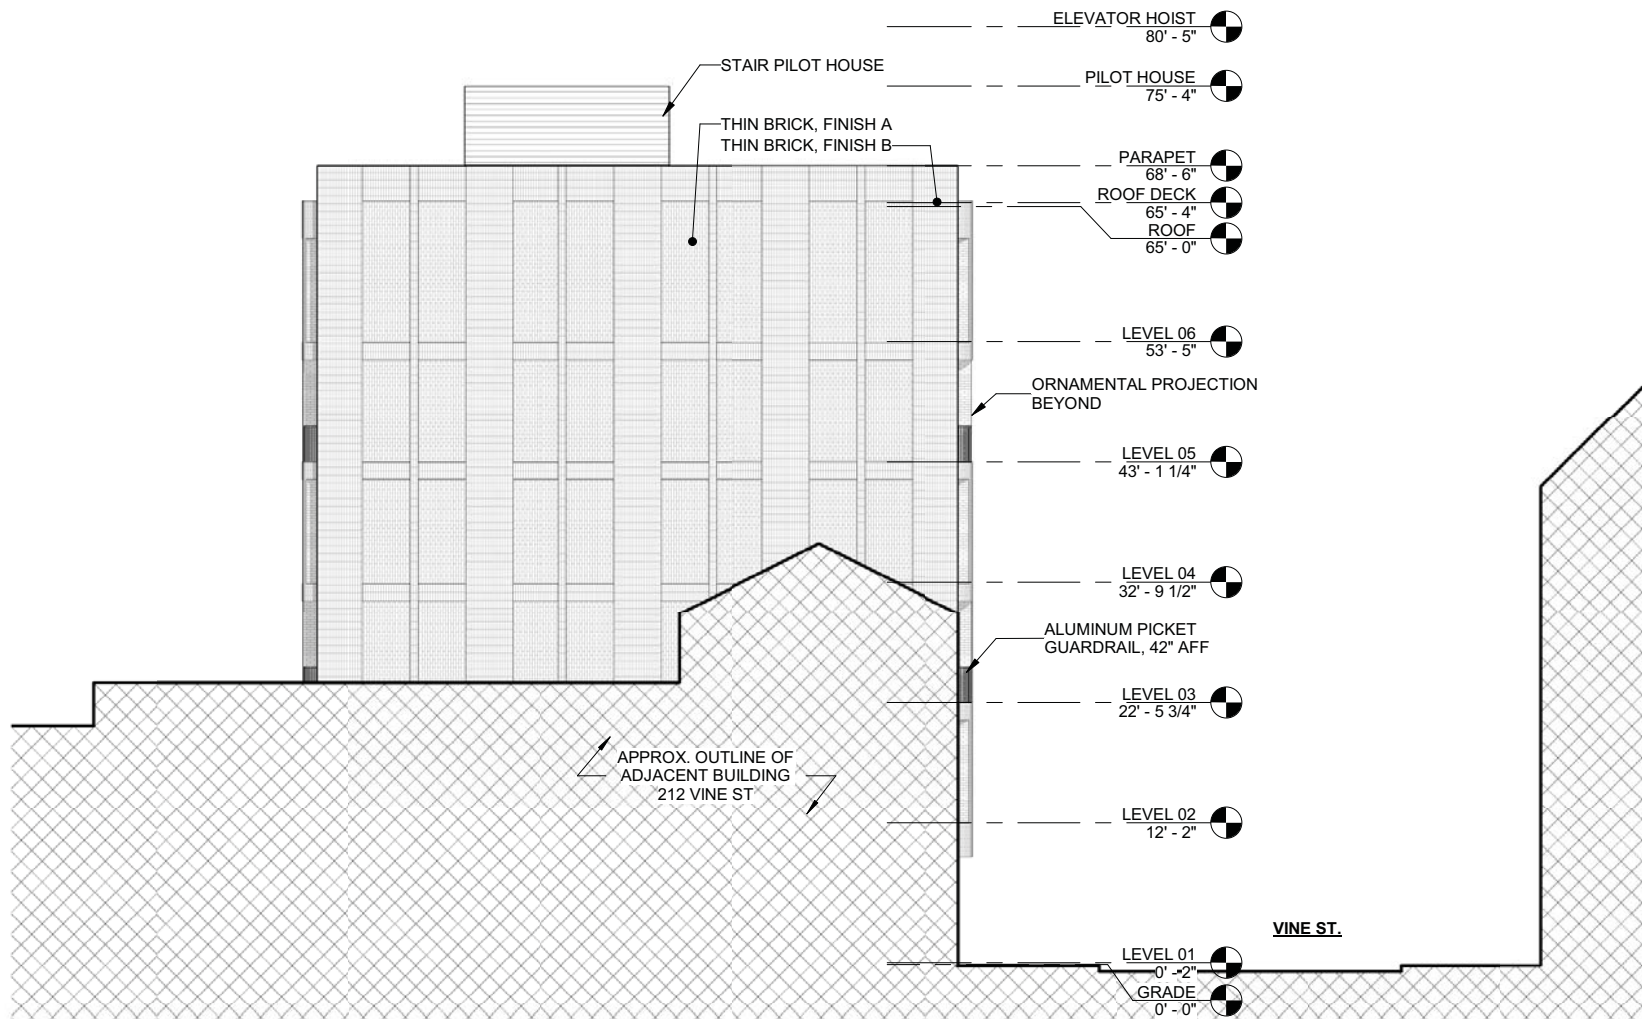 ELEVATOR HOIST
80' - 5"
STAIR PILOT HOUSE
PILOT HOUSE
75' - 4"
THIN BRICK, FINISH A
THIN BRICK, FINISH B
PARAPET
68' - 6"
ROOF DECK
65' - 4"
ROOF
65' - 0"
LEVEL 06
53' - 5"
ORNAMENTAL PROJECTION
BEYOND
LEVEL 05
43' - 1 1/4"
LEVEL 04
32' - 9 1/2"
ALUMINUM PICKET
GUARDRAIL, 42" AFF
LEVEL 03
22' - 5 3/4"
APPROX. OUTLINE OF
ADJACENT BUILDING
212 VINE ST
LEVEL 02
12' - 2"
VINE ST.
LEVEL 01
0' - 2"
GRADE
0' - 0"